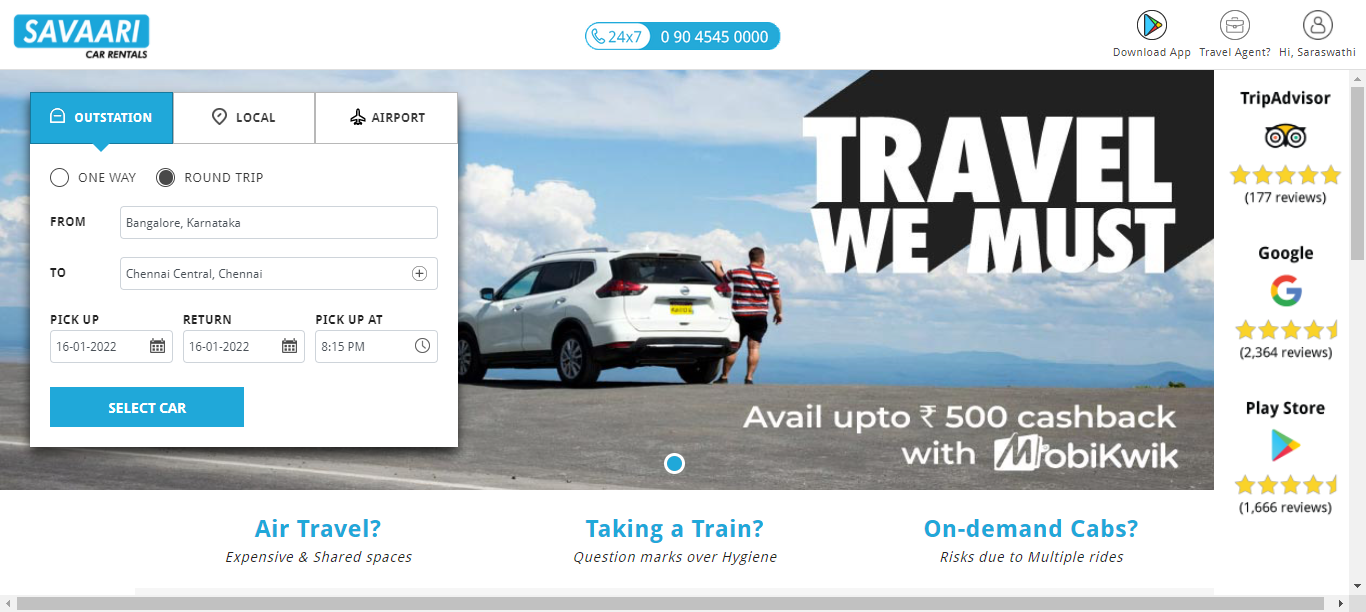 SAVAARI
CAR RENTALS
24x7 0 90 4545 0000
Download App
Travel Agent?
Hi, Saraswathi
OUTSTATION
LOCAL
AIRPORT
ONE WAY
ROUND TRIP
FROM
Bangalore, Karnataka
TO
Chennai Central, Chennai
PICK UP
RETURN
PICK UP AT
16-01-2022
16-01-2022
8:15 PM
SELECT CAR
TRAVEL
WE MUST
Avail upto ₹ 500 cashback
with MobiKwik
TripAdvisor
(177 reviews)
Google
(2,364 reviews)
Play Store
(1,666 reviews)
Air Travel?
Expensive & Shared spaces
Taking a Train?
Question marks over Hygiene
On-demand Cabs?
Risks due to Multiple rides